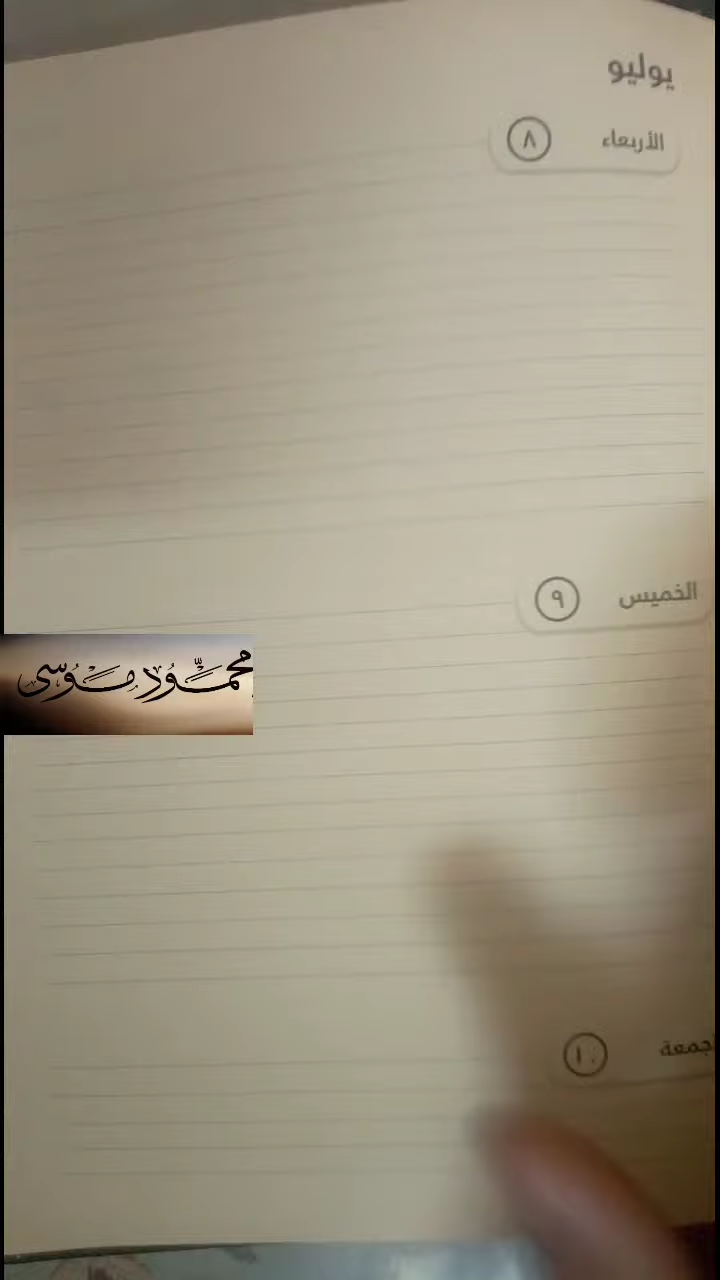 يوليو
الأربعاء ٨
الخميس ٩
محمود موسى
جمعة ١٠